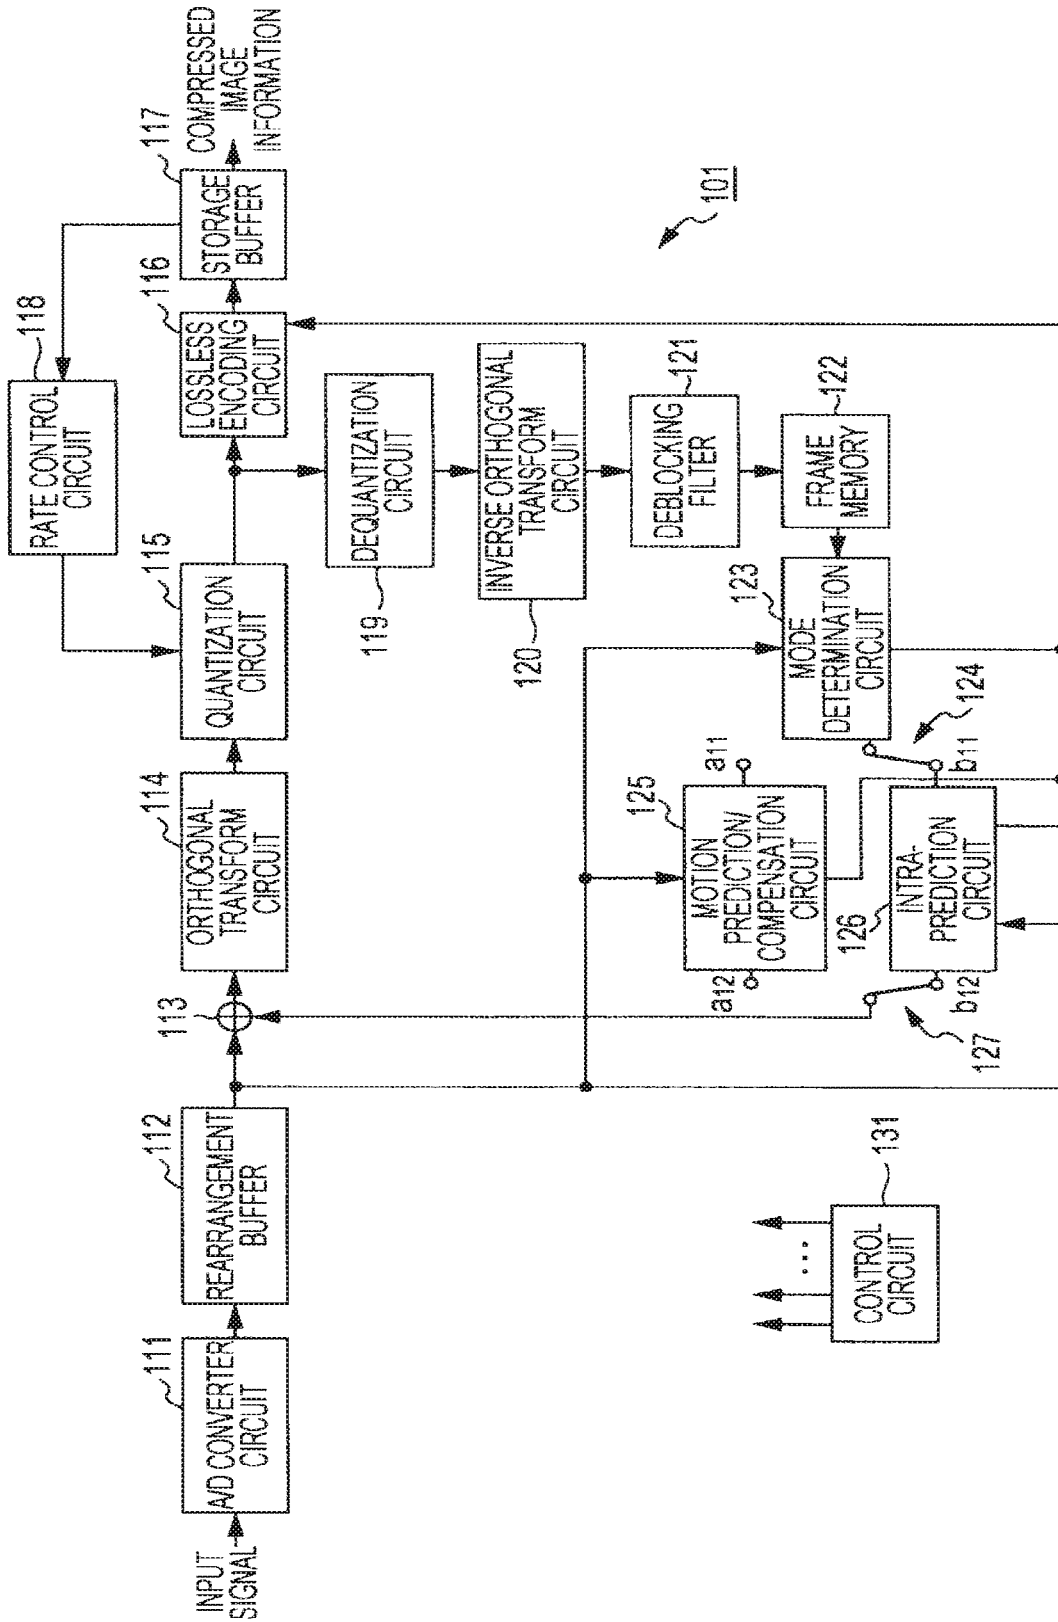 INPUT
SIGNAL
111
A/D CONVERTER
CIRCUIT
112
REARRANGEMENT
BUFFER
113
114
ORTHOGONAL
TRANSFORM
CIRCUIT
115
QUANTIZATION
CIRCUIT
118
RATE CONTROL
CIRCUIT
116
LOSSLESS
ENCODING
CIRCUIT
117
STORAGE
BUFFER
COMPRESSED
IMAGE
INFORMATION
119
DEQUANTIZATION
CIRCUIT
120
INVERSE ORTHOGONAL
TRANSFORM
CIRCUIT
121
DEBLOCKING
FILTER
122
FRAME
MEMORY
101
123
MODE
DETERMINATION
CIRCUIT
124
a11
b11
125
MOTION
PREDICTION/
COMPENSATION
CIRCUIT
126
INTRA-
PREDICTION
CIRCUIT
a12
b12
127
131
CONTROL
CIRCUIT
...